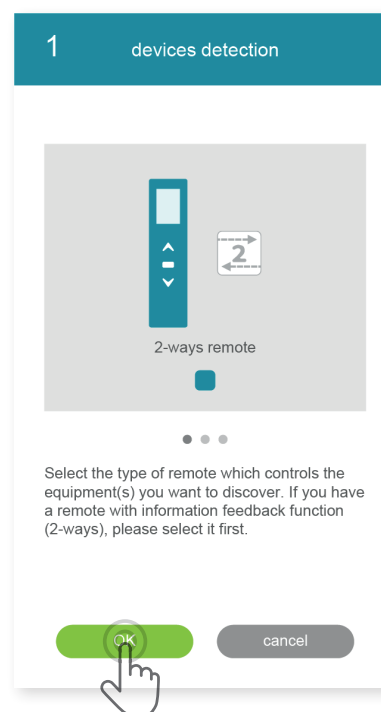 1 devices detection
2
2-ways remote
Select the type of remote which controls the
equipment(s) you want to discover. If you have
a remote with information feedback function
(2-ways), please select it first.
OK cancel